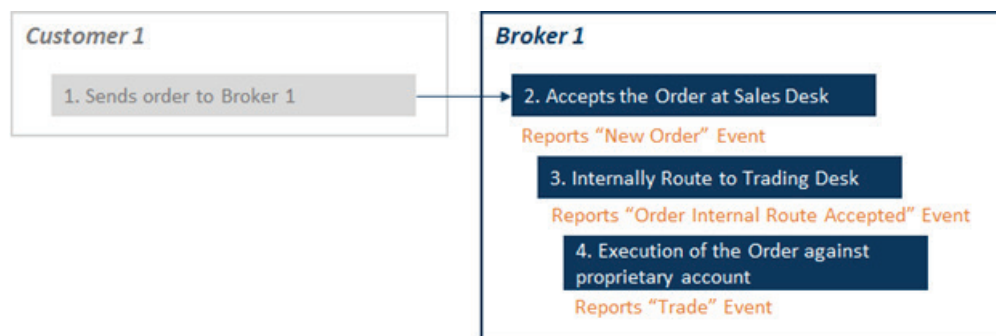 Customer 1
1. Sends order to Broker 1
Broker 1
2. Accepts the Order at Sales Desk
Reports “New Order” Event
3. Internally Route to Trading Desk
Reports “Order Internal Route Accepted” Event
4. Execution of the Order against
proprietary account
Reports “Trade” Event